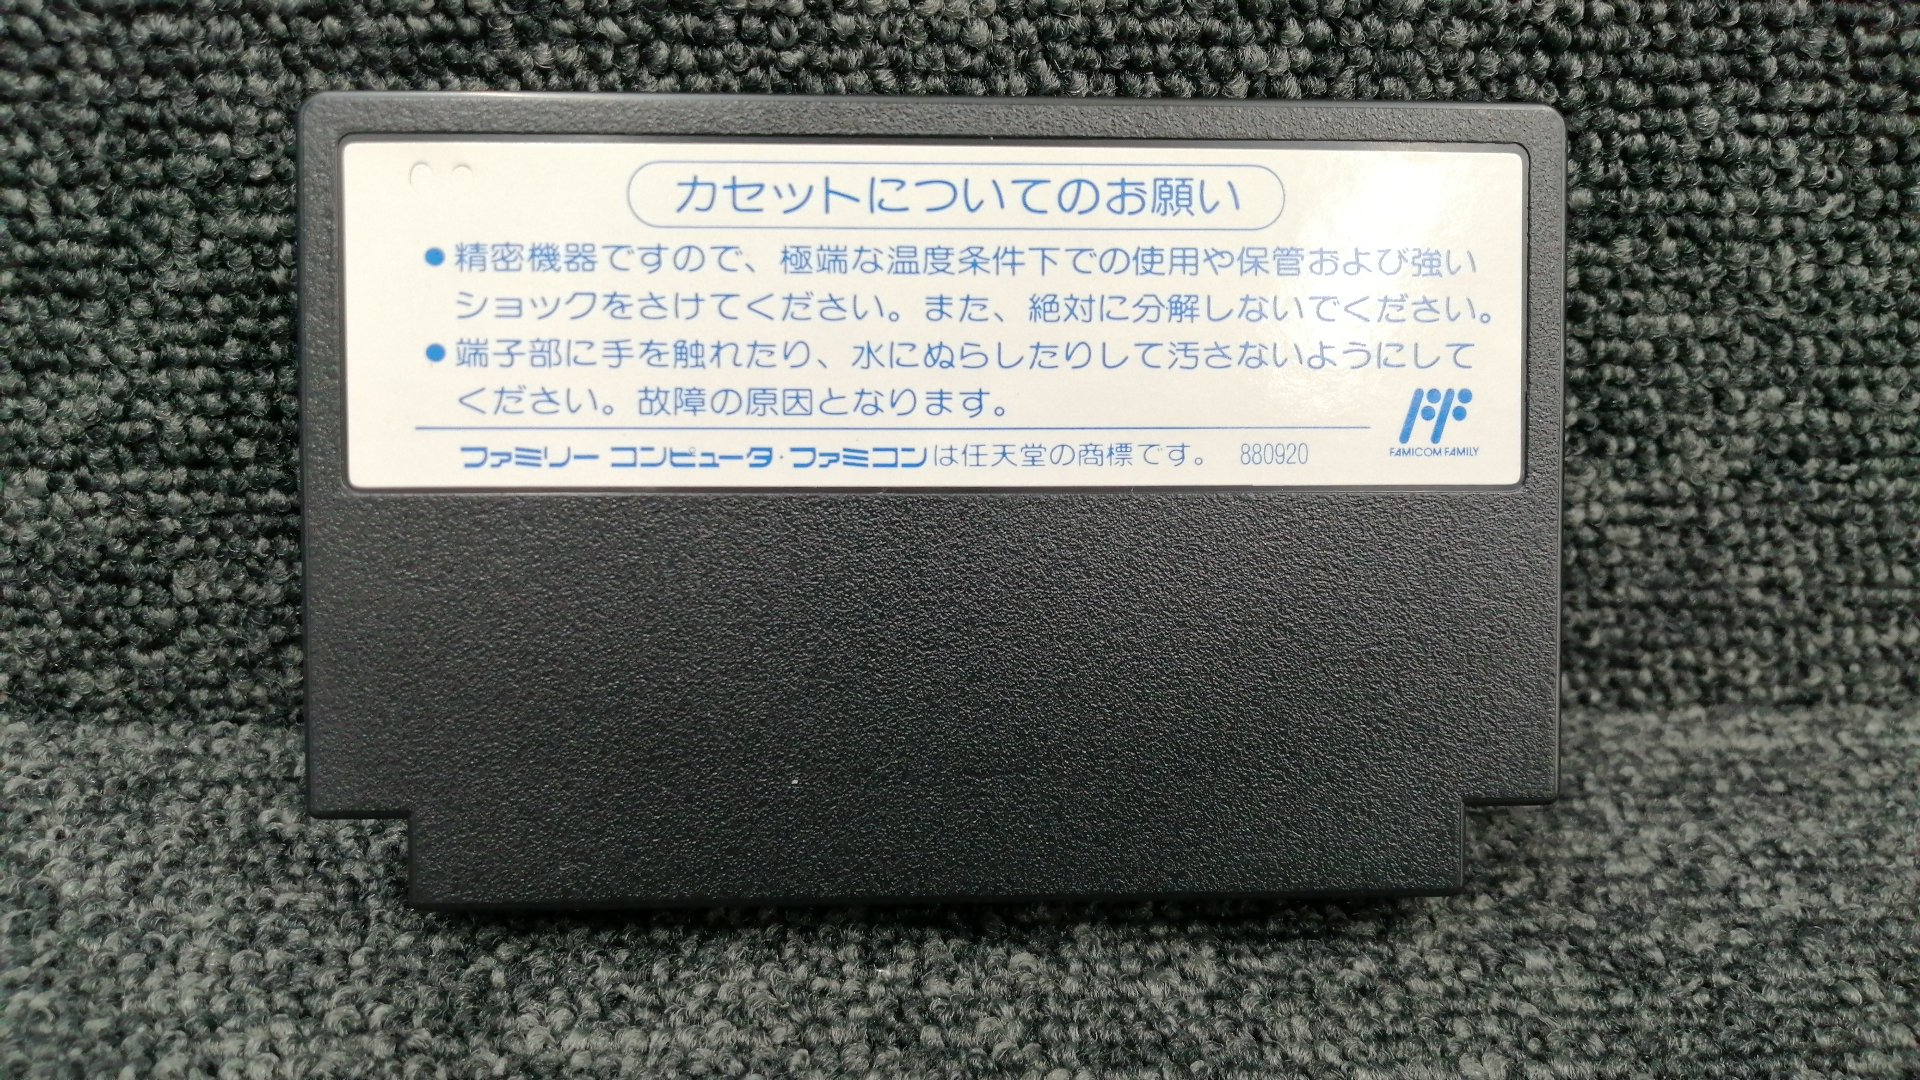 カセットについてのお願い
●精密機器ですので、極端な温度条件下での使用や保管および強い
ショックをさけてください。また、絶対に分解しないでください。
●端子部に手を触れたり、水にぬらしたりして汚さないようにして
ください。故障の原因となります。
FAMICOM FAMILY
ファミリー コンピュータ・ファミコンは任天堂の商標です。 880920